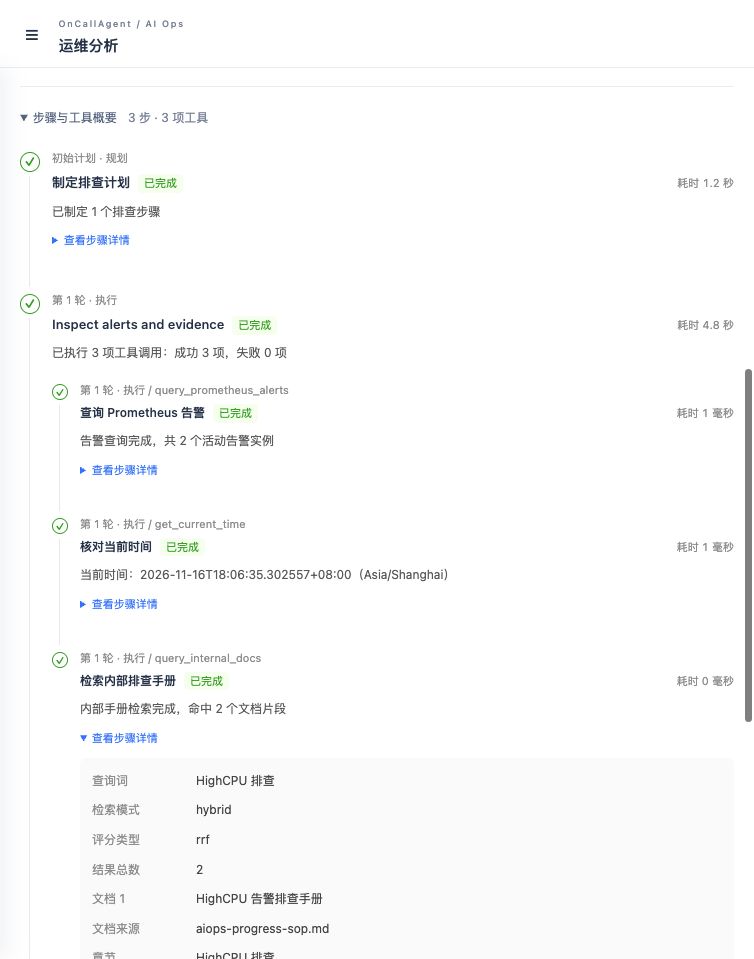 OnCallAgent / AI Ops
运维分析
步骤与工具概要 3 步 · 3 项工具
初始计划 · 规划
制定排查计划 已完成 耗时 1.2 秒
已制定 1 个排查步骤
查看步骤详情
第 1 轮 · 执行
Inspect alerts and evidence 已完成 耗时 4.8 秒
已执行 3 项工具调用：成功 3 项，失败 0 项
第 1 轮 · 执行 / query_prometheus_alerts
查询 Prometheus 告警 已完成 耗时 1 毫秒
告警查询完成，共 2 个活动告警实例
查看步骤详情
第 1 轮 · 执行 / get_current_time
核对当前时间 已完成 耗时 1 毫秒
当前时间：2026-11-16T18:06:35.302557+08:00（Asia/Shanghai）
查看步骤详情
第 1 轮 · 执行 / query_internal_docs
检索内部排查手册 已完成 耗时 0 毫秒
内部手册检索完成，命中 2 个文档片段
查看步骤详情
查询词 HighCPU 排查
检索模式 hybrid
评分类型 rrf
结果总数 2
文档 1 HighCPU 告警排查手册
文档来源 aiops-progress-sop.md
章节 HighCPU 排查